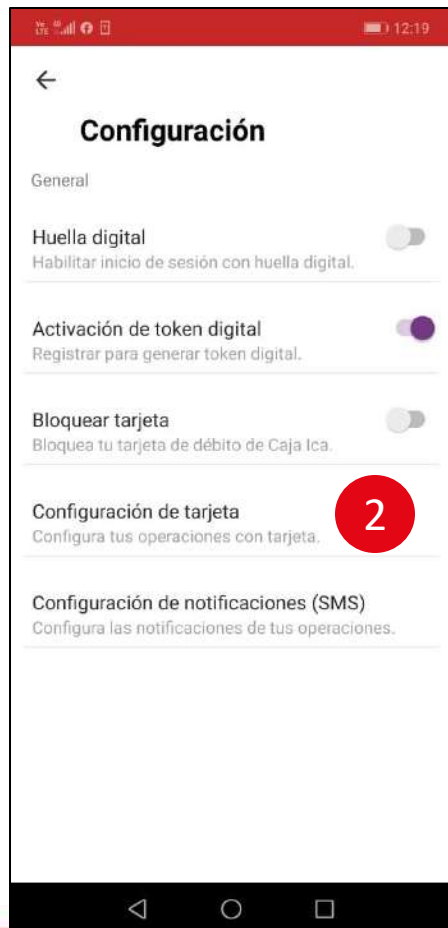 Vo LTE 12:19
Configuración
General
Huella digital
Habilitar inicio de sesión con huella digital.
Activación de token digital
Registrar para generar token digital.
Bloquear tarjeta
Bloquea tu tarjeta de débito de Caja Ica.
Configuración de tarjeta
2
Configura tus operaciones con tarjeta.
Configuración de notificaciones (SMS)
Configura las notificaciones de tus operaciones.